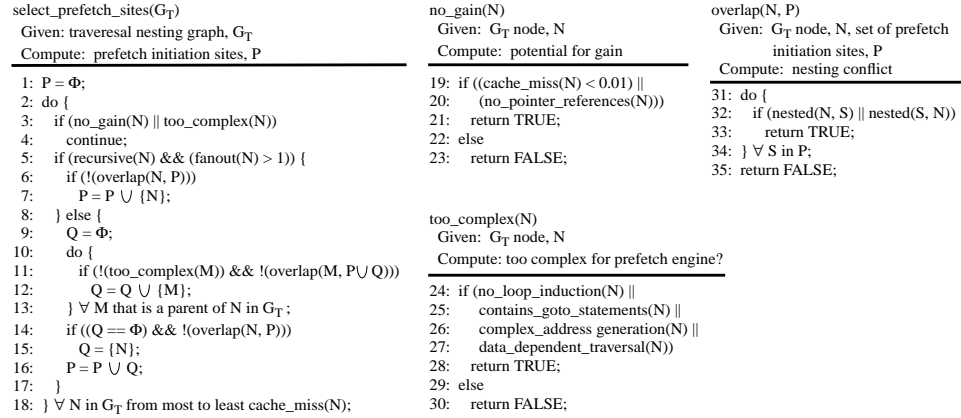 select_prefetch_sites(G_T)
Given: traveresal nesting graph, G_T
Compute: prefetch initiation sites, P
1: P = Φ;
2: do {
3: if (no_gain(N) || too_complex(N))
4: continue;
5: if (recursive(N) && (fanout(N) > 1)) {
6: if (!(overlap(N, P)))
7: P = P ∪ {N};
8: } else {
9: Q = Φ;
10: do {
11: if (!(too_complex(M)) && !(overlap(M, P∪ Q)))
12: Q = Q ∪ {M};
13: } ∀ M that is a parent of N in G_T ;
14: if ((Q == Φ) && !(overlap(N, P)))
15: Q = {N};
16: P = P ∪ Q;
17: }
18: } ∀ N in G_T from most to least cache_miss(N);
no_gain(N)
Given: G_T node, N
Compute: potential for gain
19: if ((cache_miss(N) < 0.01) ||
20: (no_pointer_references(N)))
21: return TRUE;
22: else
23: return FALSE;
too_complex(N)
Given: G_T node, N
Compute: too complex for prefetch engine?
24: if (no_loop_induction(N) ||
25: contains_goto_statements(N) ||
26: complex_address generation(N) ||
27: data_dependent_traversal(N))
28: return TRUE;
29: else
30: return FALSE;
overlap(N, P)
Given: G_T node, N, set of prefetch
initiation sites, P
Compute: nesting conflict
31: do {
32: if (nested(N, S) || nested(S, N))
33: return TRUE;
34: } ∀ S in P;
35: return FALSE;